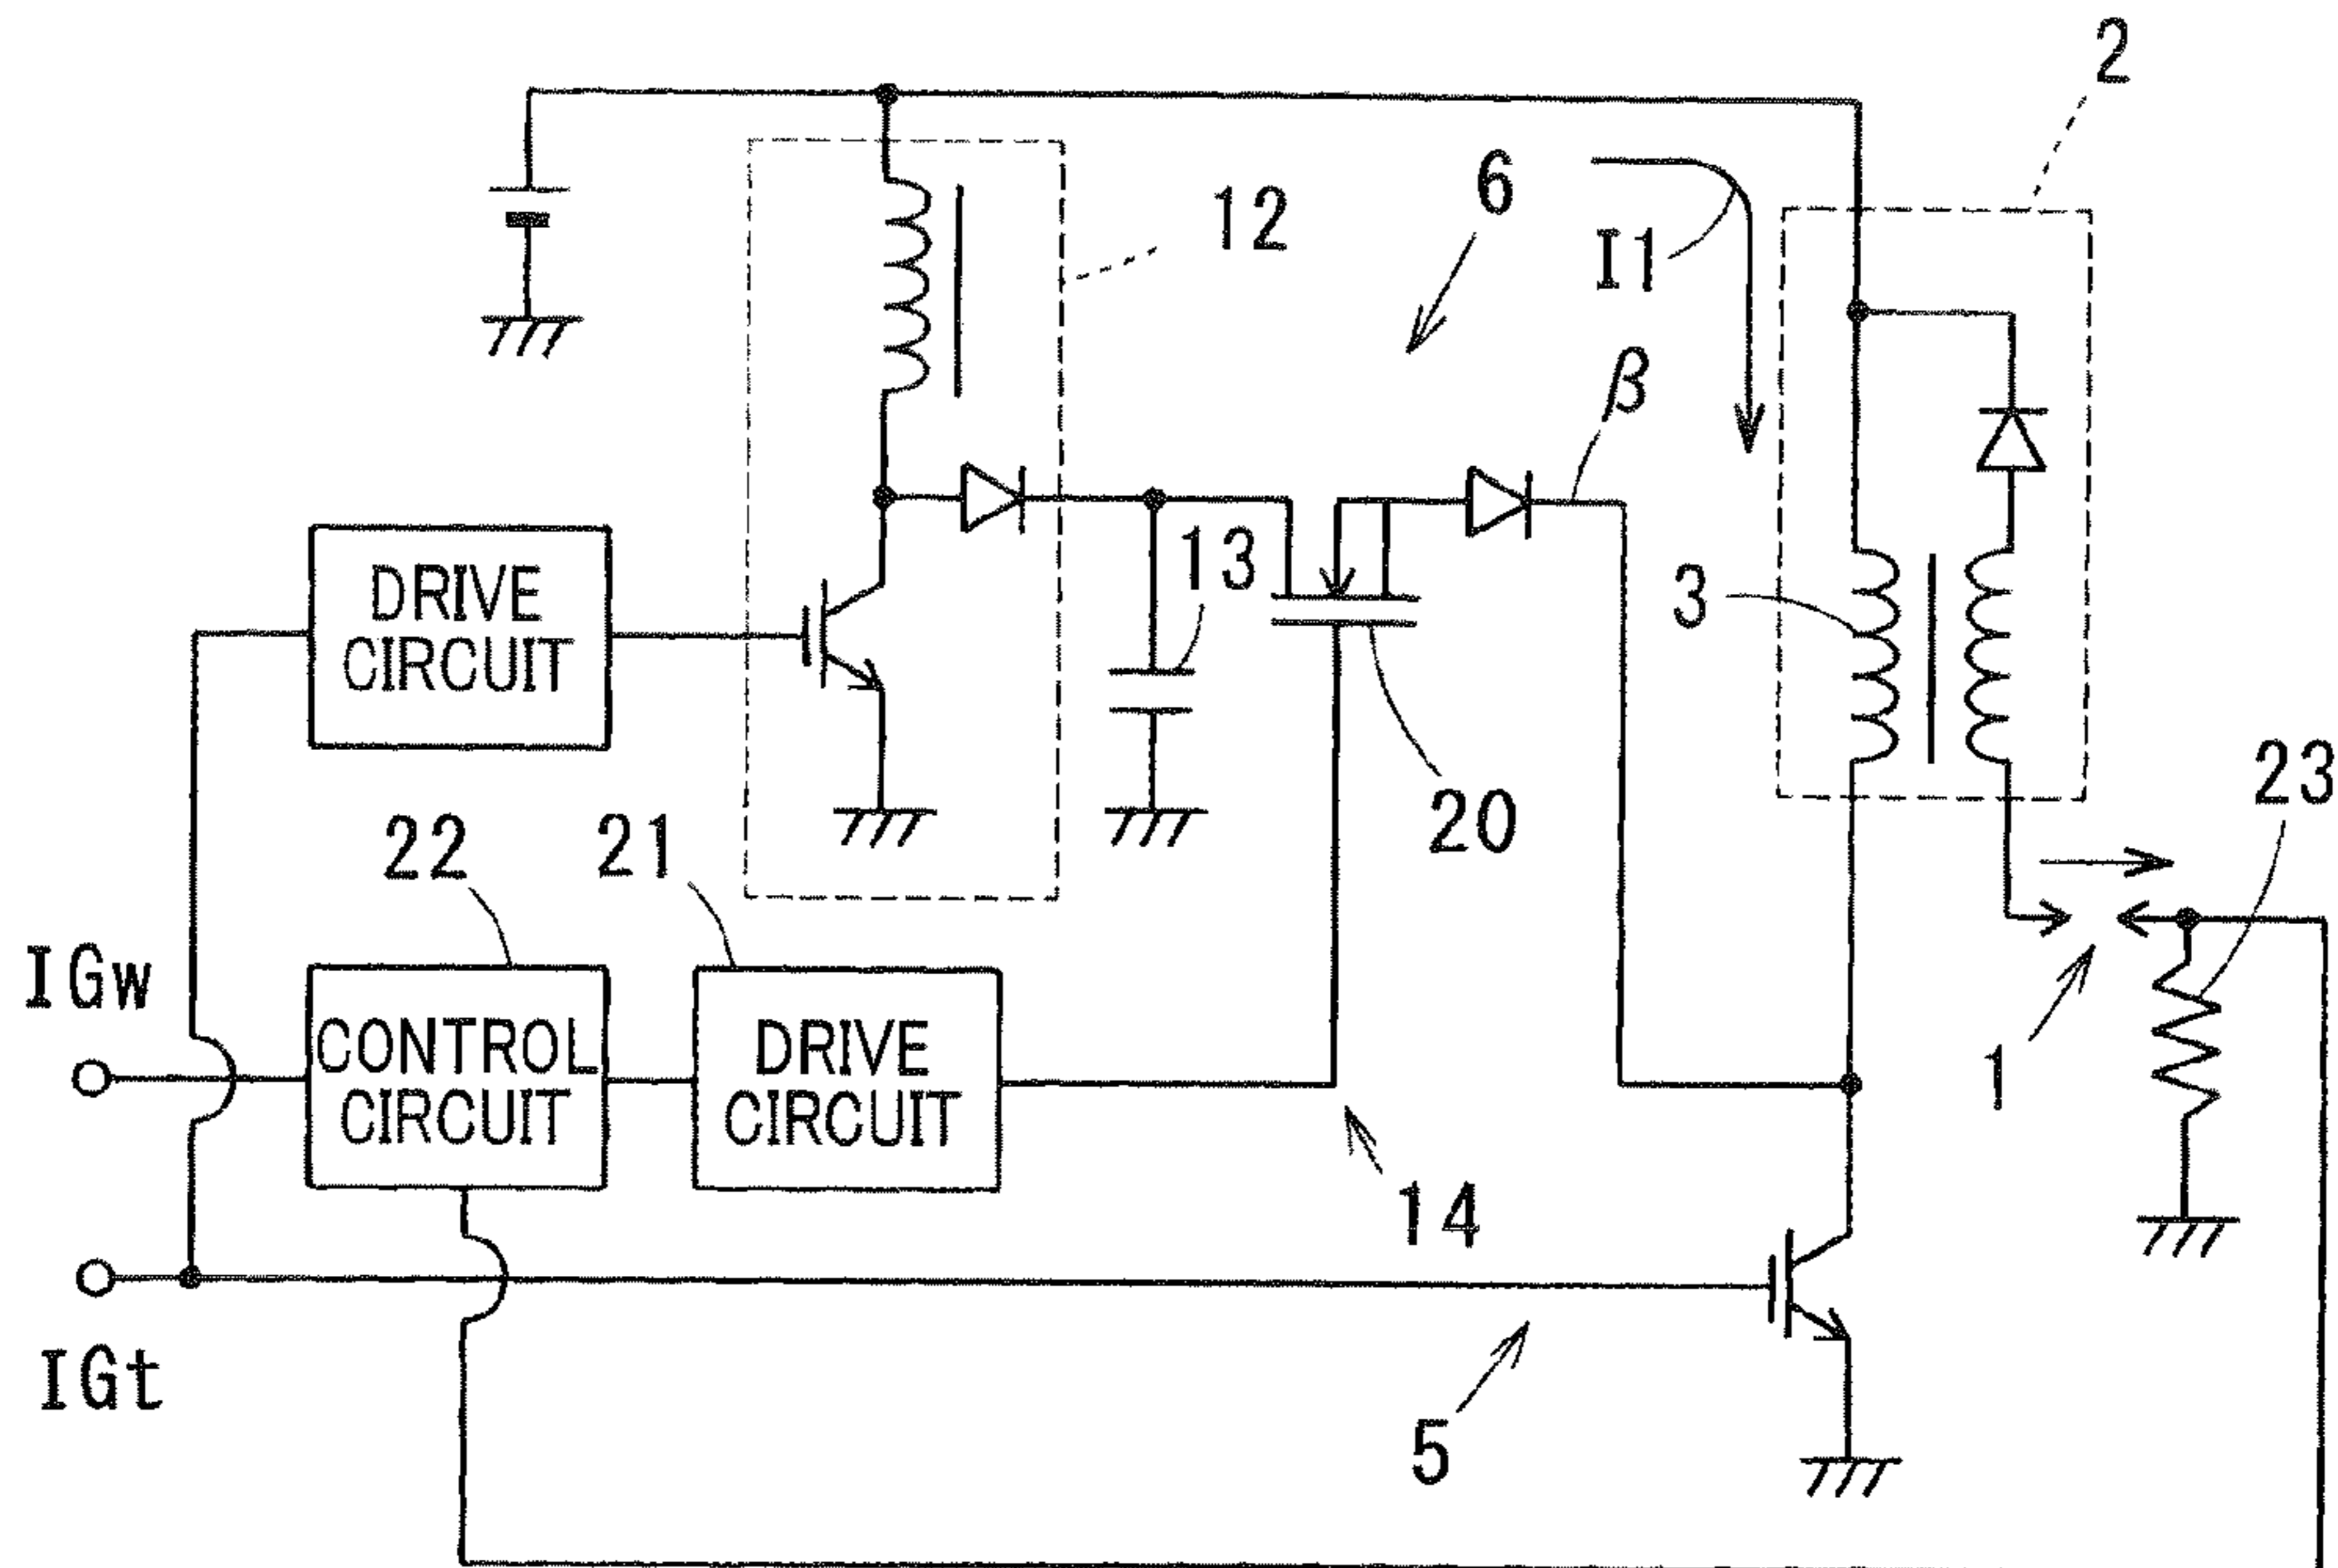 2
6
12
I1
β
DRIVE
CIRCUIT
13
3
20
23
22
21
IGw
CONTROL
CIRCUIT
DRIVE
CIRCUIT
1
14
IGt
5